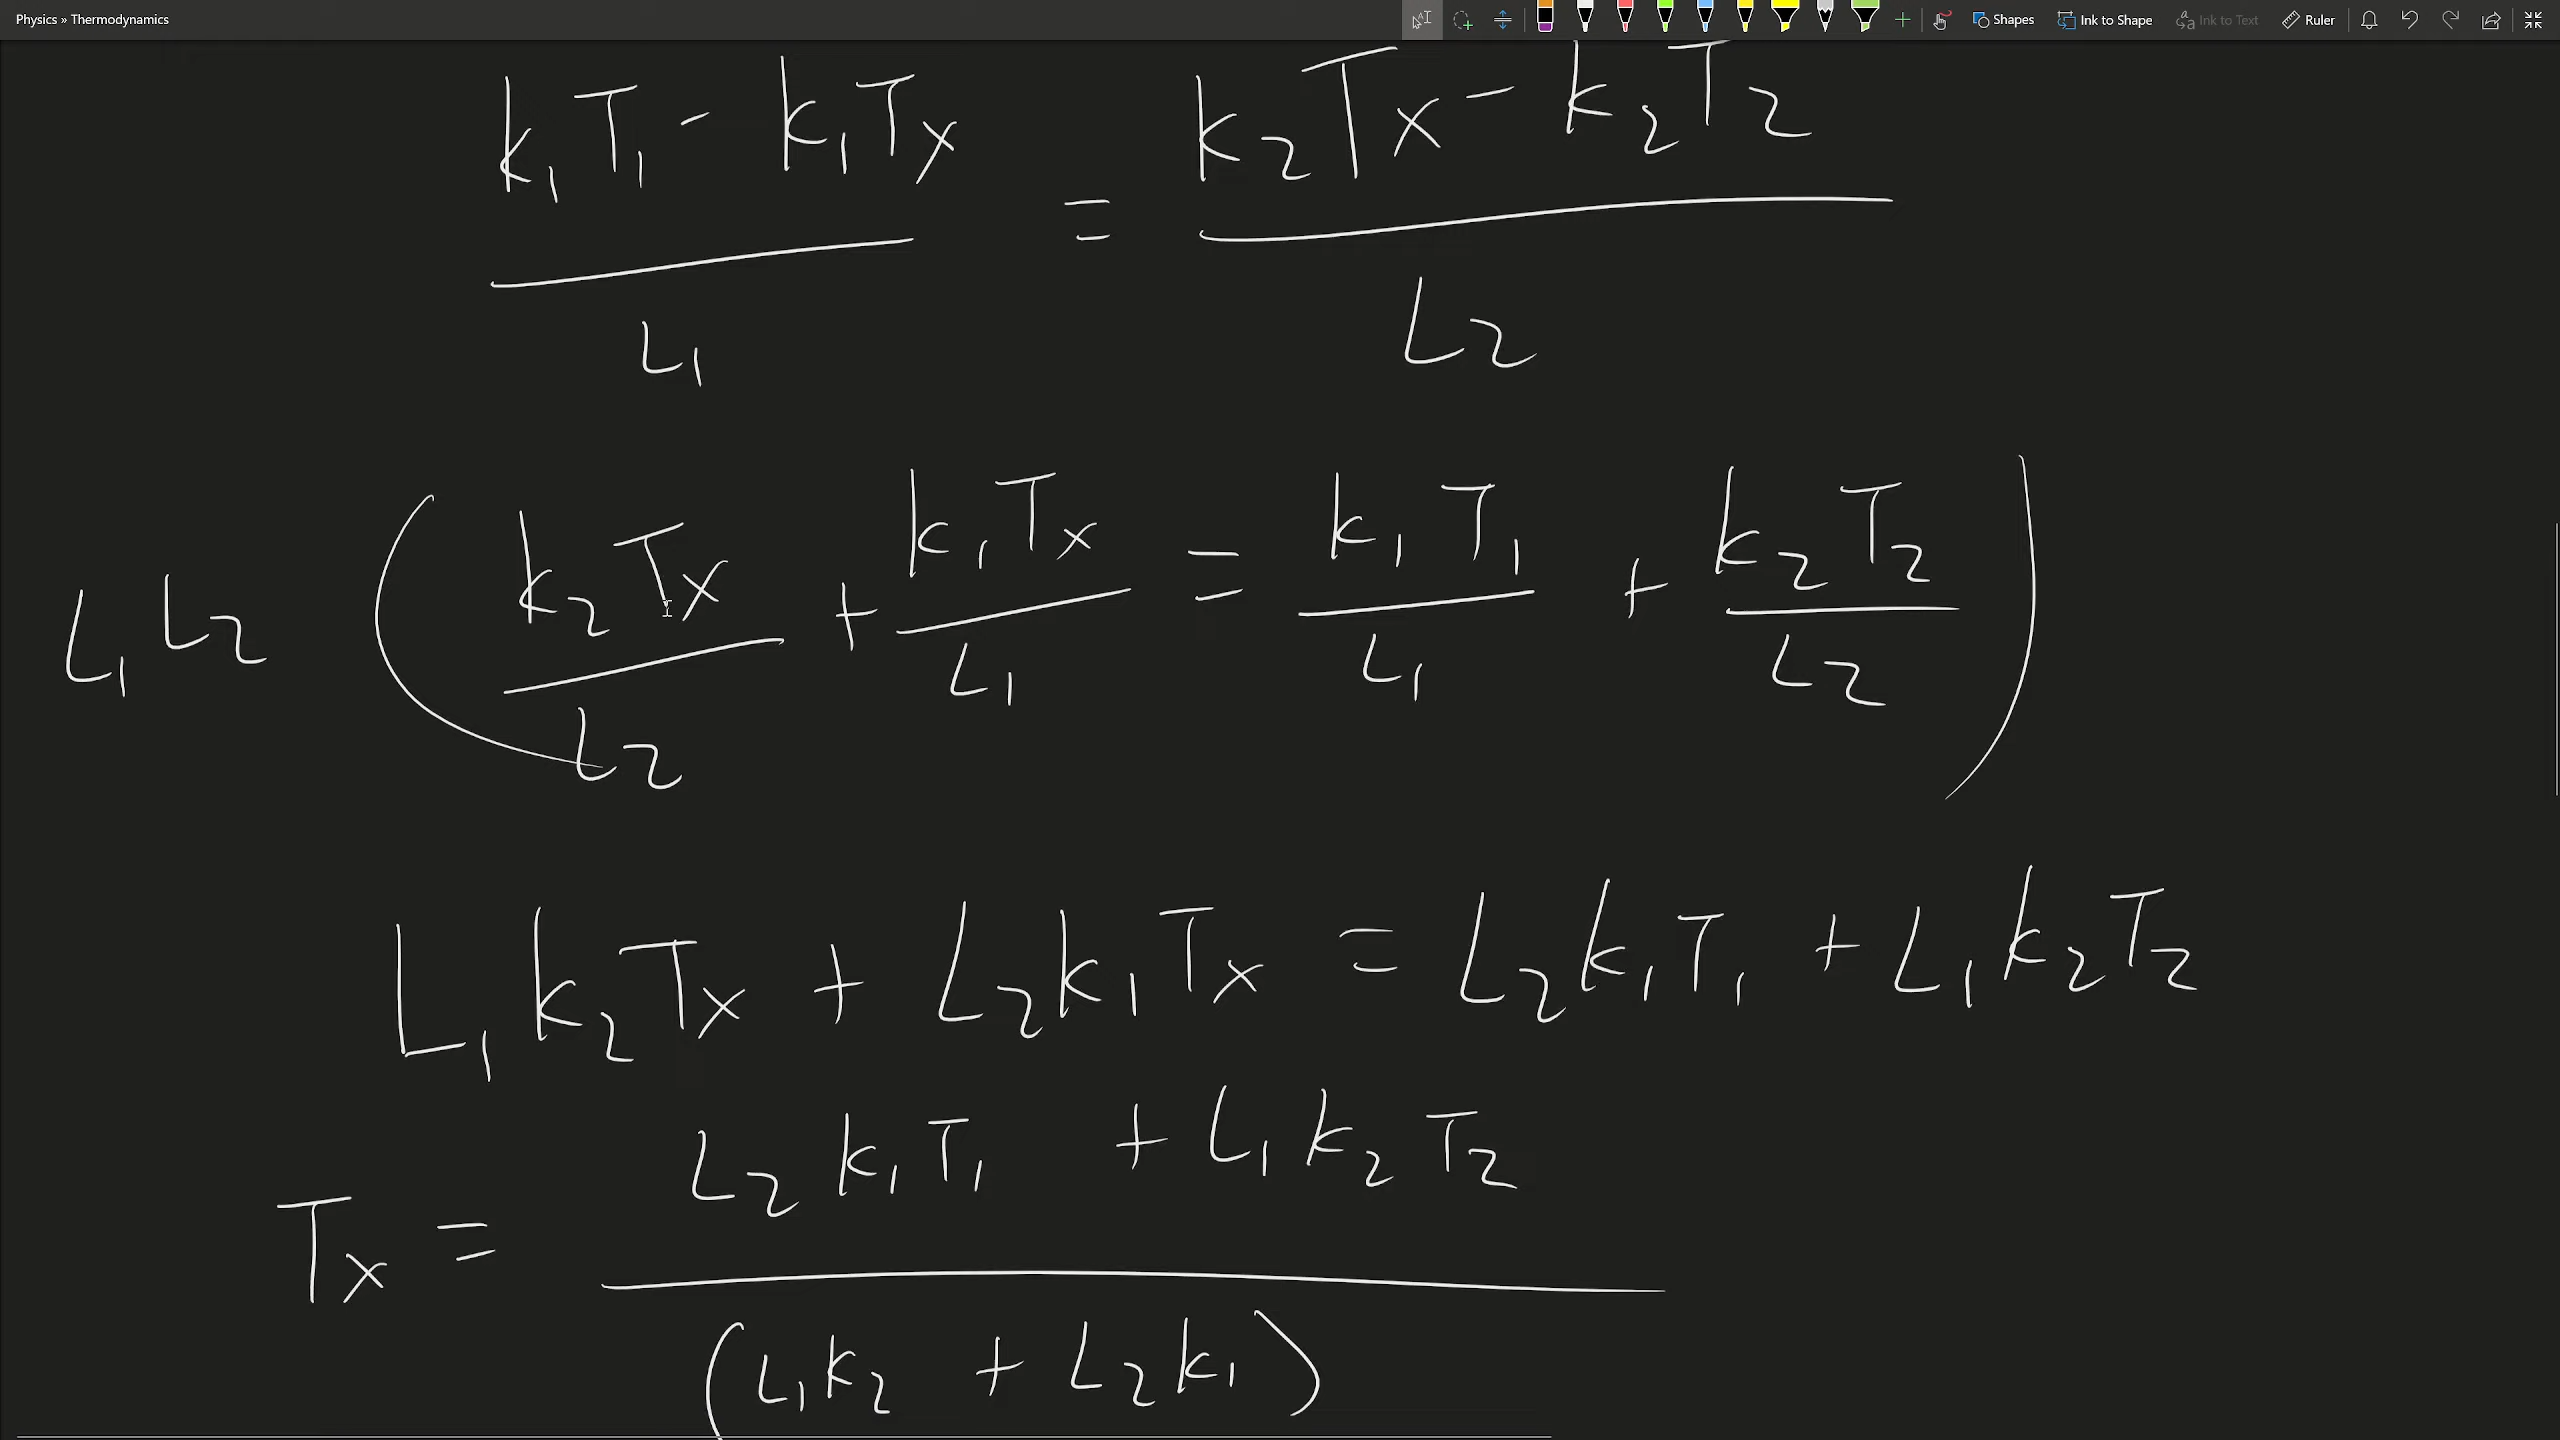 Physics » Thermodynamics Shapes Ink to Shape Ink to Text Ruler
k₁T₁ - k₁Tx / L₁ = k₂Tx - k₂T₂ / L₂
L₁L₂ ( k₂Tx / L₂ + k₁Tx / L₁ = k₁T₁ / L₁ + k₂T₂ / L₂ )
L₁k₂Tx + L₂k₁Tx = L₂k₁T₁ + L₁k₂T₂
Tx = L₂k₁T₁ + L₁k₂T₂ / (L₁k₂ + L₂k₁)